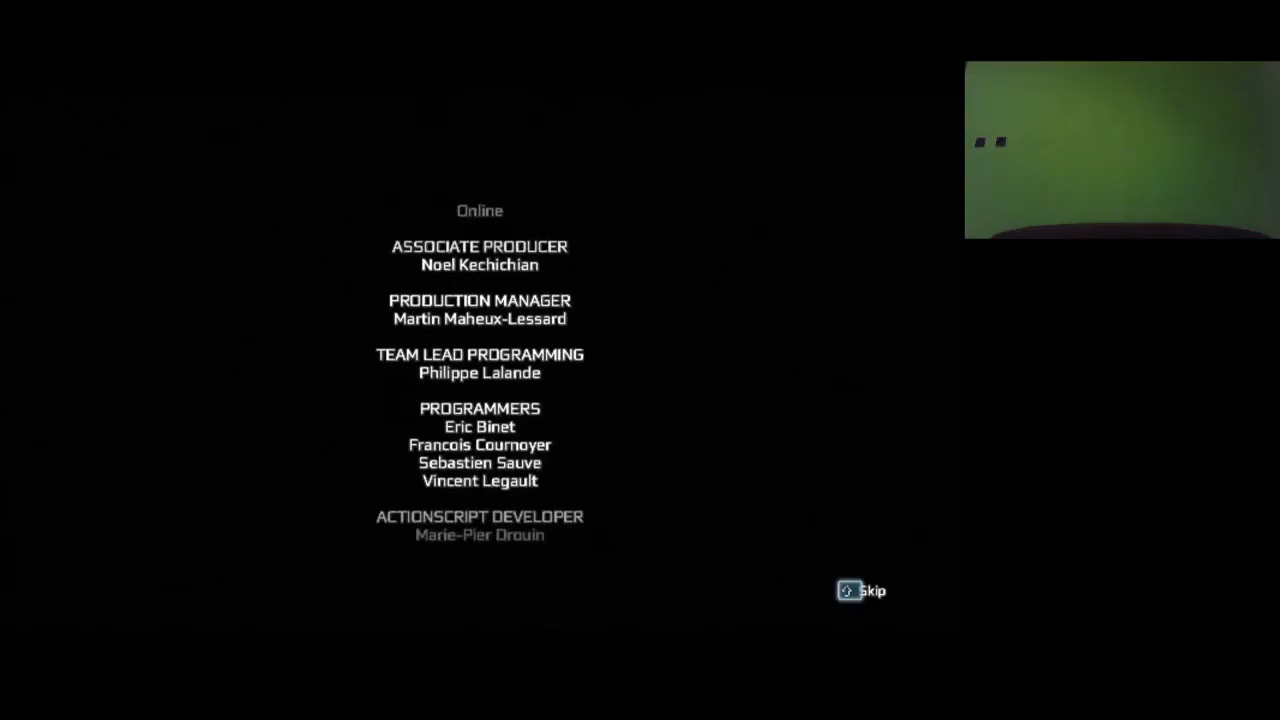 Online
ASSOCIATE PRODUCER
Noel Kechichian
PRODUCTION MANAGER
Martin Maheux-Lessard
TEAM LEAD PROGRAMMING
Philippe Lalande
PROGRAMMERS
Eric Binet
Francois Cournoyer
Sebastien Sauve
Vincent Legault
ACTIONSCRIPT DEVELOPER
Marie-Pier Drouin
Skip